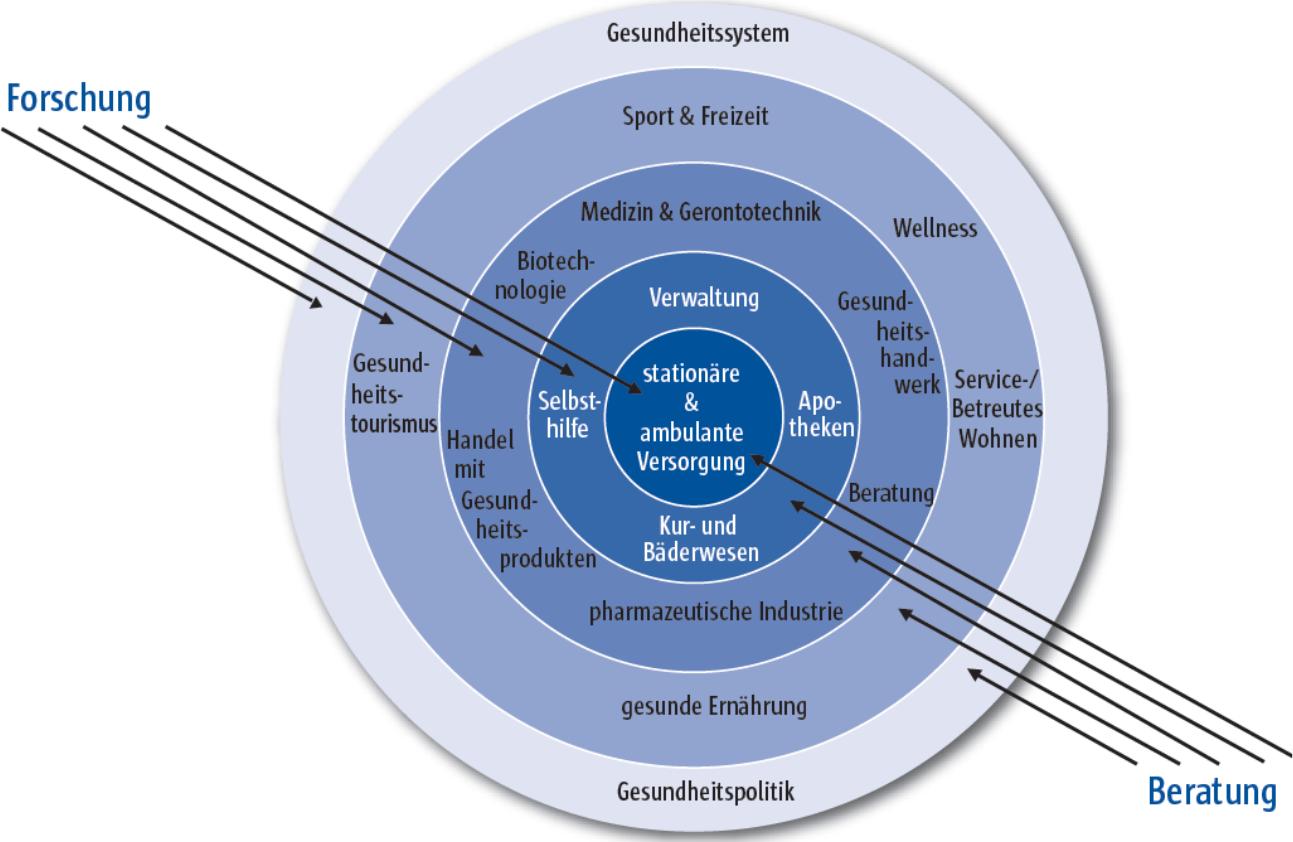 Gesundheitssystem
Forschung
Sport & Freizeit
Medizin & Gerontotechnik
Wellness
Biotech-
nologie
Verwaltung
Gesund-
heits-
hand-
werk
Gesund-
heits-
tourismus
stationäre
&
ambulante
Versorgung
Selbst-
hilfe
Apo-
theken
Service-/
Betreutes
Wohnen
Handel
mit
Gesund-
heits-
produkten
Beratung
Kur- und
Bäderwesen
pharmazeutische Industrie
gesunde Ernährung
Gesundheitspolitik
Beratung